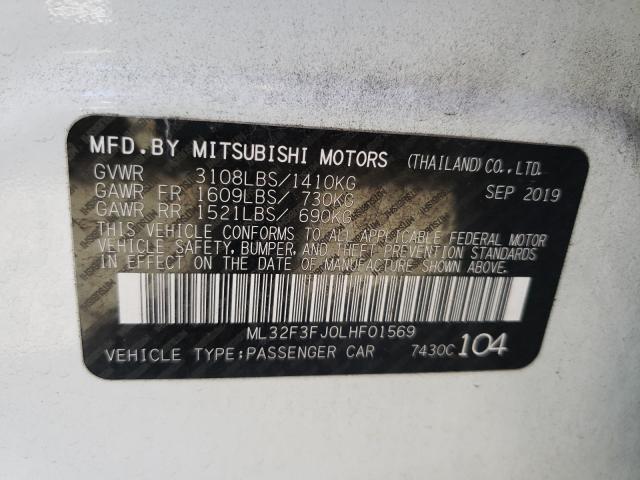 MFD.BY MITSUBISHI MOTORS (THAILAND)CO.,LTD.
GVWR 3108LBS/1410KG SEP 2019
GAWR FR 1609LBS/ 730KG
GAWR RR 1521LBS/ 690KG
THIS VEHICLE CONFORMS TO ALL APPLICABLE FEDERAL MOTOR
VEHICLE SAFETY, BUMPER, AND THEFT PREVENTION STANDARDS
IN EFFECT ON THE DATE OF MANUFACTURE SHOWN ABOVE.
ML32F3FJ0LHF01569
VEHICLE TYPE:PASSENGER CAR 7430C 104